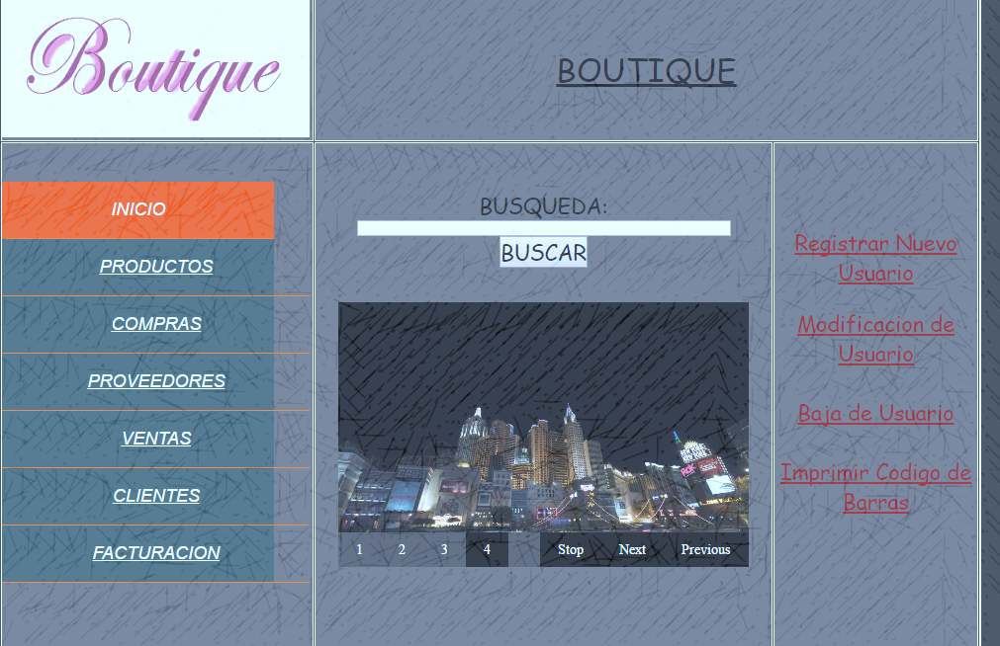 Boutique
BOUTIQUE
INICIO
PRODUCTOS
COMPRAS
PROVEEDORES
VENTAS
CLIENTES
FACTURACION
BUSQUEDA:
BUSCAR
1 2 3 4 Stop Next Previous
Registrar Nuevo
Usuario
Modificacion de
Usuario
Baja de Usuario
Imprimir Codigo de
Barras